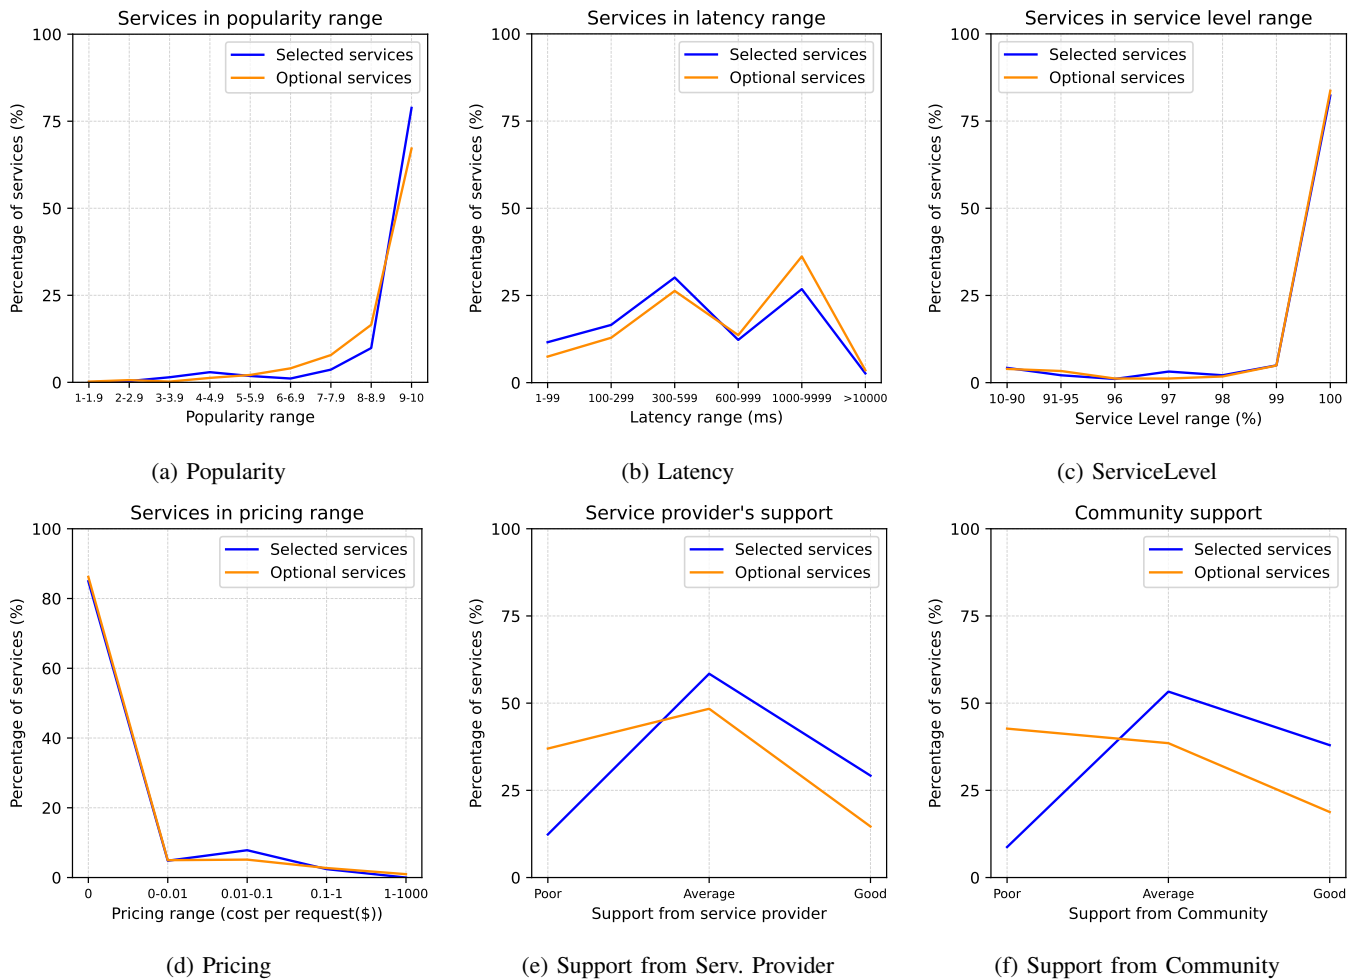 Services in popularity range
Percentage of services (%)
100
75
50
25
0
Selected services
Optional services
1-1.9 2-2.9 3-3.9 4-4.9 5-5.9 6-6.9 7-7.9 8-8.9 9-10
Popularity range
(a) Popularity
Services in latency range
Percentage of services (%)
100
75
50
25
0
Selected services
Optional services
1-99 100-299 300-599 600-999 1000-9999 >10000
Latency range (ms)
(b) Latency
Services in service level range
Percentage of services (%)
100
75
50
25
0
Selected services
Optional services
10-90 91-95 96 97 98 99 100
Service Level range (%)
(c) ServiceLevel
Services in pricing range
Percentage of services (%)
100
80
60
40
20
0
Selected services
Optional services
0 0-0.01 0.01-0.1 0.1-1 1-1000
Pricing range (cost per request($))
(d) Pricing
Service provider's support
Percentage of services (%)
100
75
50
25
0
Selected services
Optional services
Poor Average Good
Support from service provider
(e) Support from Serv. Provider
Community support
Percentage of services (%)
100
75
50
25
0
Selected services
Optional services
Poor Average Good
Support from Community
(f) Support from Community